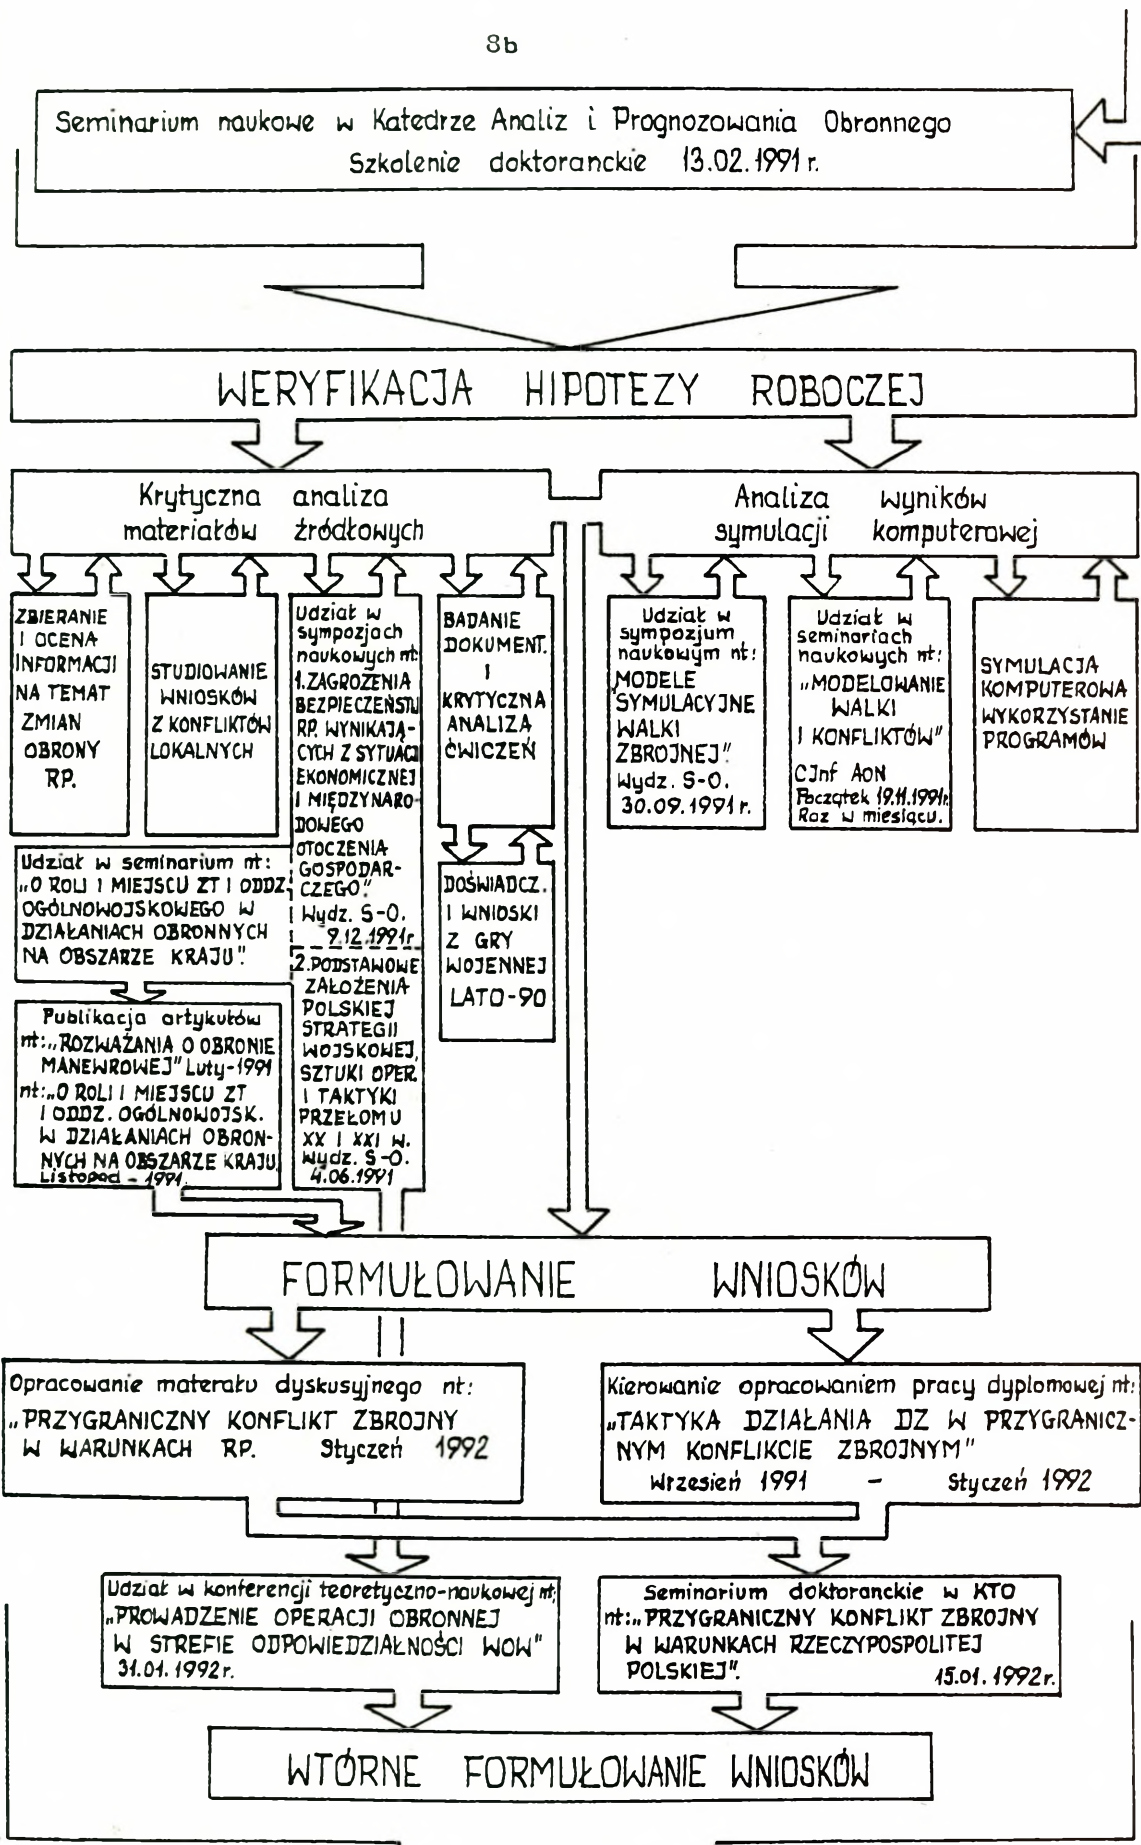 8b
Seminarium naukowe w Katedrze Analiz i Prognozowania Obronnego
Szkolenie doktoranckie 13.02.1991 r.
WERYFIKACJA HIPOTEZY ROBOCZEJ
Krytyczna analiza
materiałów źródłowych
Analiza wyników
symulacji komputerowej
ZBIERANIE
I OCENA
INFORMACJI
NA TEMAT
ZMIAN
OBRONY
RP.
STUDIOWANIE
WNIOSKÓW
Z KONFLIKTÓW
LOKALNYCH
Udział w
sympozjach
naukowych nt:
1.ZAGROŻENIA
BEZPIECZEŃSTW
RP. WYNIKAJĄ-
CYCH Z SYTUACJI
EKONOMICZNEJ
I MIĘDZYNARO-
DOWEGO
OTOCZENIA
GOSPODAR-
CZEGO."
Wydz. S-O.
9.12.1991r
2.PODSTAWOWE
ZAŁOŻENIA
POLSKIEJ
STRATEGII
WOJSKOWEJ,
SZTUKI OPER.
I TAKTYKI
PRZEŁOMU
XX I XXI W.
Wydz. S-O.
4.06.1991
BADANIE
DOKUMENT.
I
KRYTYCZNA
ANALIZA
ĆWICZEŃ
DOŚWIADCZ.
I WNIOSKI
Z GRY
WOJENNEJ
LATO-90
Udział w
sympozjum
naukowym nt:
„MODELE
SYMULACYJNE
WALKI
ZBROJNEJ".
Wydz. S-O.
30.09.1991 r.
Udział w
seminariach
naukowych nt:
„MODELOWANIE
WALKI
I KONFLIKTÓW"
CJnf AON
Początek 19.11.1991r.
Raz w miesiącu.
SYMULACJA
KOMPUTEROWA
WYKORZYSTANIE
PROGRAMÓW
Udział w seminarium nt:
„O ROLI I MIEJSCU ZT I ODDZ.
OGÓLNOWOJSKOWEGO W
DZIAŁANIACH OBRONNYCH
NA OBSZARZE KRAJU".
Publikacja artykułów
nt:„ROZWAŻANIA O OBRONIE
MANEWROWEJ" Luty-1991
nt:„O ROLI I MIEJSCU ZT
I ODDZ. OGÓLNOWOJSK.
W DZIAŁANIACH OBRON-
NYCH NA OBSZARZE KRAJU.
Listopad - 1991.
FORMUŁOWANIE WNIOSKÓW
Opracowanie materału dyskusyjnego nt:
„PRZYGRANICZNY KONFLIKT ZBROJNY
W WARUNKACH RP. Styczeń 1992
Kierowanie opracowaniem pracy dyplomowej nt:
„TAKTYKA DZIAŁANIA DZ W PRZYGRANICZ-
NYM KONFLIKCIE ZBROJNYM"
Wrzesień 1991 - Styczeń 1992
Udział w konferencji teoretyczno-naukowej nt:
„PROWADZENIE OPERACJI OBRONNEJ
W STREFIE ODPOWIEDZIALNOŚCI WOW"
31.01.1992 r.
Seminarium doktoranckie w KTO
nt:„PRZYGRANICZNY KONFLIKT ZBROJNY
W WARUNKACH RZECZYPOSPOLITEJ
POLSKIEJ". 15.01.1992 r.
WTÓRNE FORMUŁOWANIE WNIOSKÓW